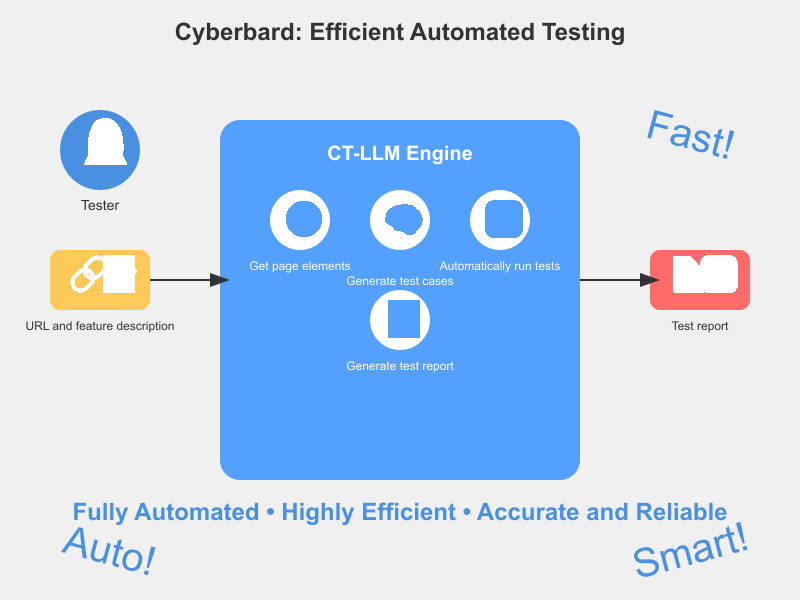 Cyberbard: Efficient Automated Testing
Fast!
CT-LLM Engine
Tester
Get page elements
Generate test cases
Automatically run tests
URL and feature description
Generate test report
Test report
Fully Automated • Highly Efficient • Accurate and Reliable
Auto!
Smart!